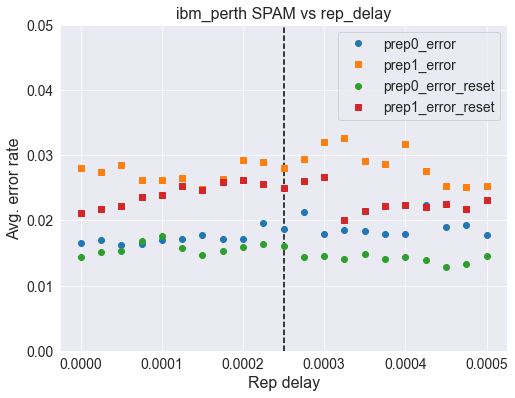 ibm_perth SPAM vs rep_delay
prep0_error
prep1_error
prep0_error_reset
prep1_error_reset
Avg. error rate
0.05
0.04
0.03
0.02
0.01
0.00
0.0000 0.0001 0.0002 0.0003 0.0004 0.0005
Rep delay